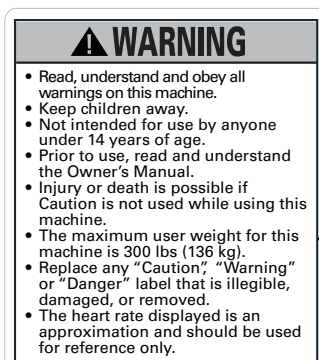 WARNING
• Read, understand and obey all
warnings on this machine.
• Keep children away.
• Not intended for use by anyone
under 14 years of age.
• Prior to use, read and understand
the Owner's Manual.
• Injury or death is possible if
Caution is not used while using this
machine.
• The maximum user weight for this
machine is 300 lbs (136 kg).
• Replace any “Caution”, “Warning”
or “Danger” label that is illegible,
damaged, or removed.
• The heart rate displayed is an
approximation and should be used
for reference only.